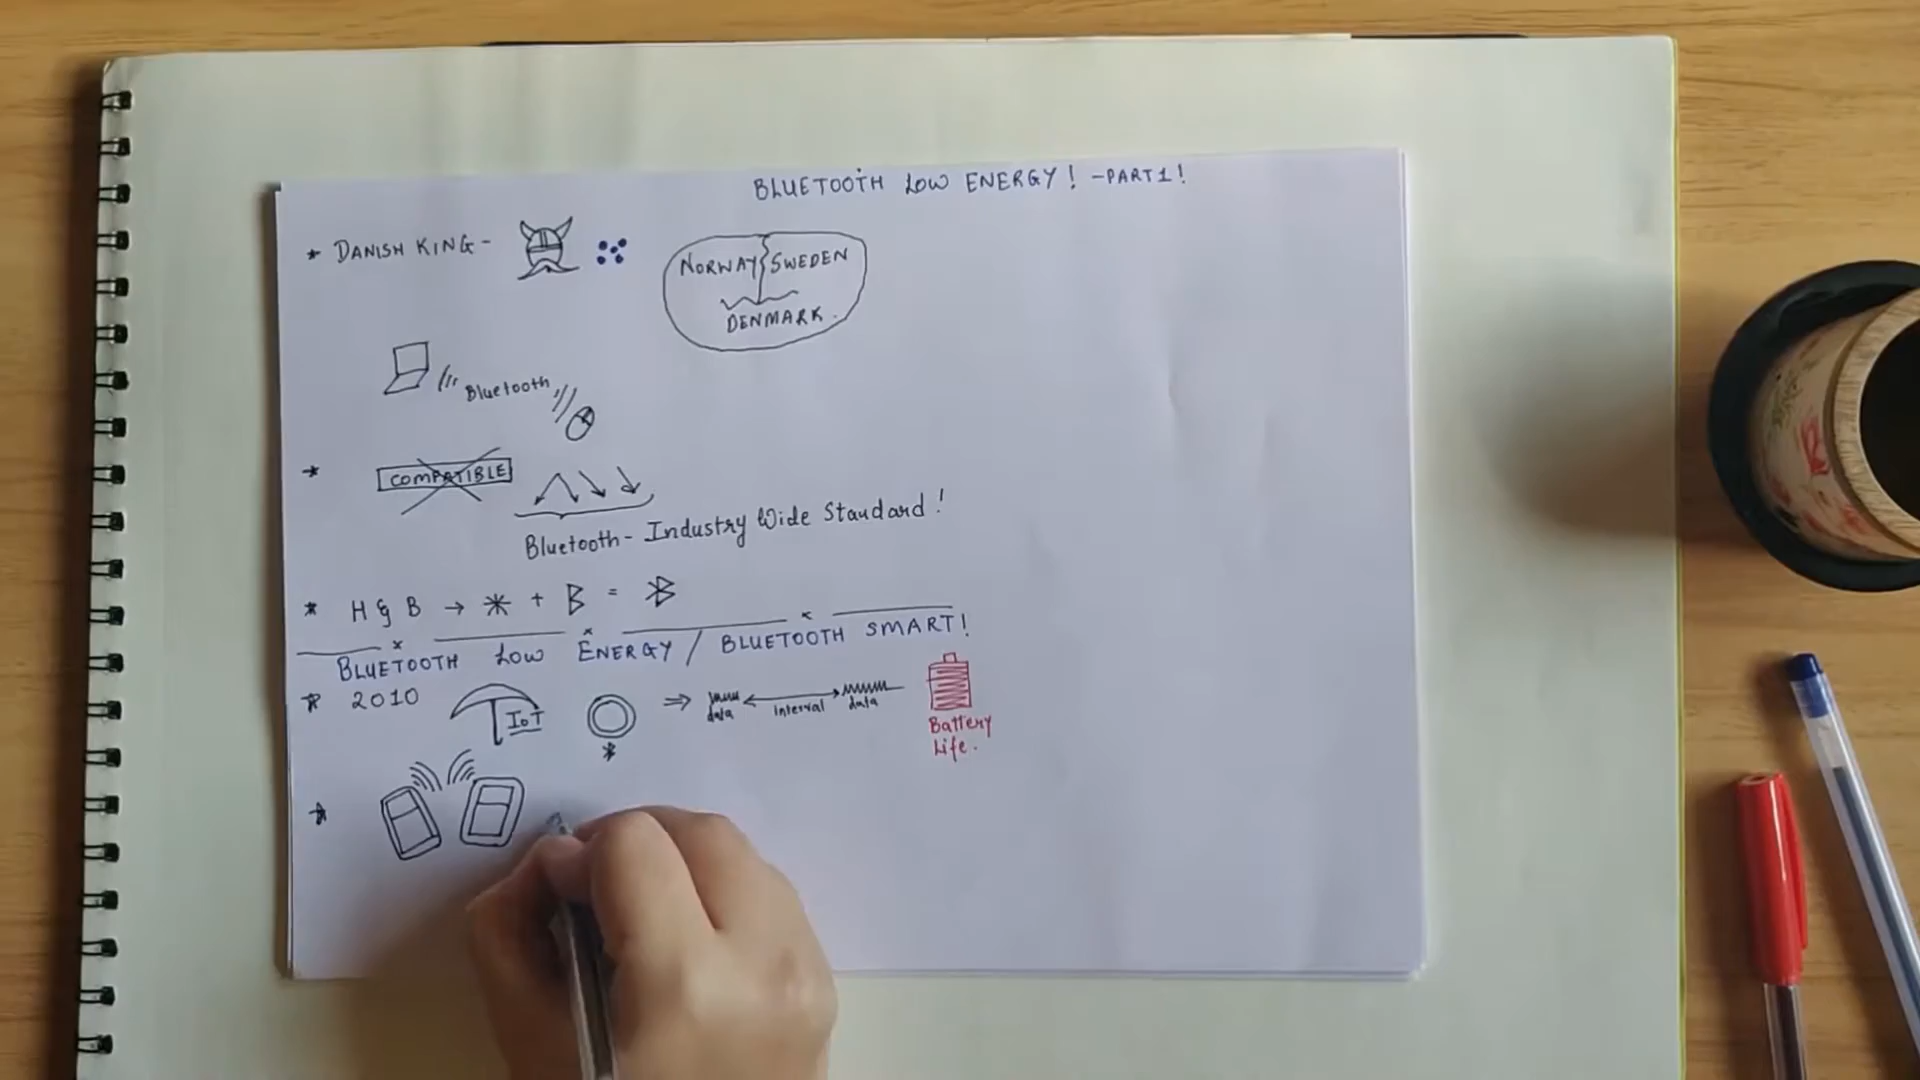 BLUETOOTH LOW ENERGY! -PART1!
* DANISH KING -
NORWAY SWEDEN
DENMARK.
Bluetooth
* COMPATIBLE
Bluetooth - Industry Wide Standard!
* H & B → * + B = ᛒ
BLUETOOTH LOW ENERGY / BLUETOOTH SMART!
* 2010
IoT
⇒ data interval data
Battery
Life.